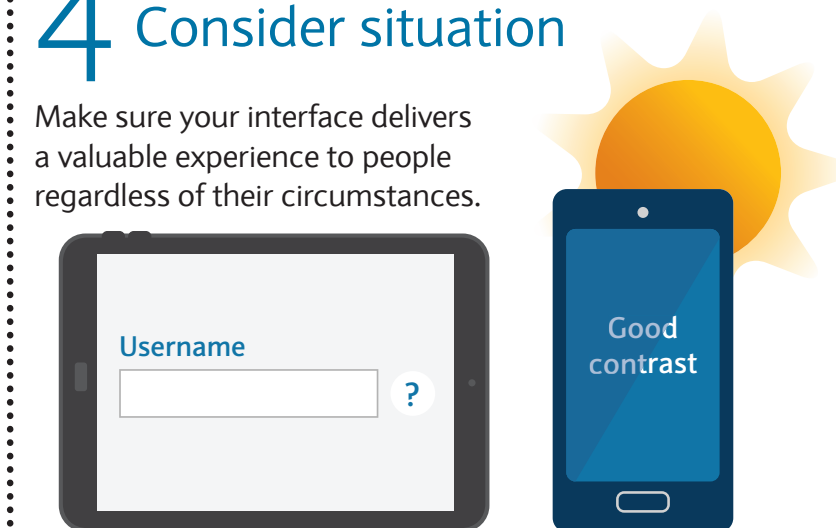 4 Consider situation
Make sure your interface delivers
a valuable experience to people
regardless of their circumstances.
Username
?
Good
contrast